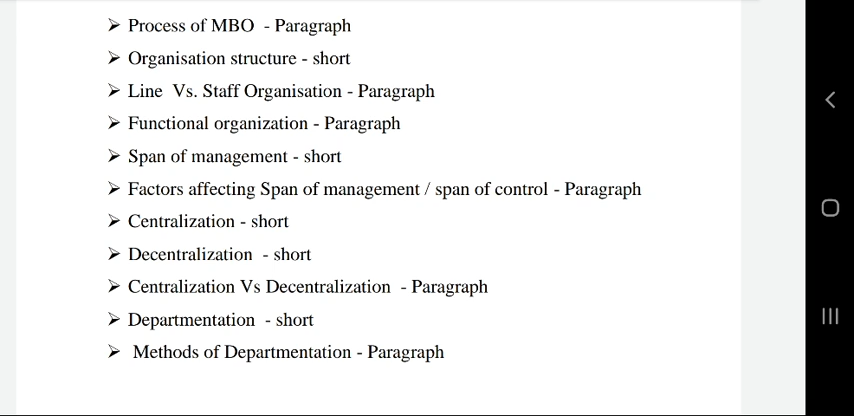 ➢ Process of MBO - Paragraph
➢ Organisation structure - short
➢ Line Vs. Staff Organisation - Paragraph
➢ Functional organization - Paragraph
➢ Span of management - short
➢ Factors affecting Span of management / span of control - Paragraph
➢ Centralization - short
➢ Decentralization - short
➢ Centralization Vs Decentralization - Paragraph
➢ Departmentation - short
➢ Methods of Departmentation - Paragraph